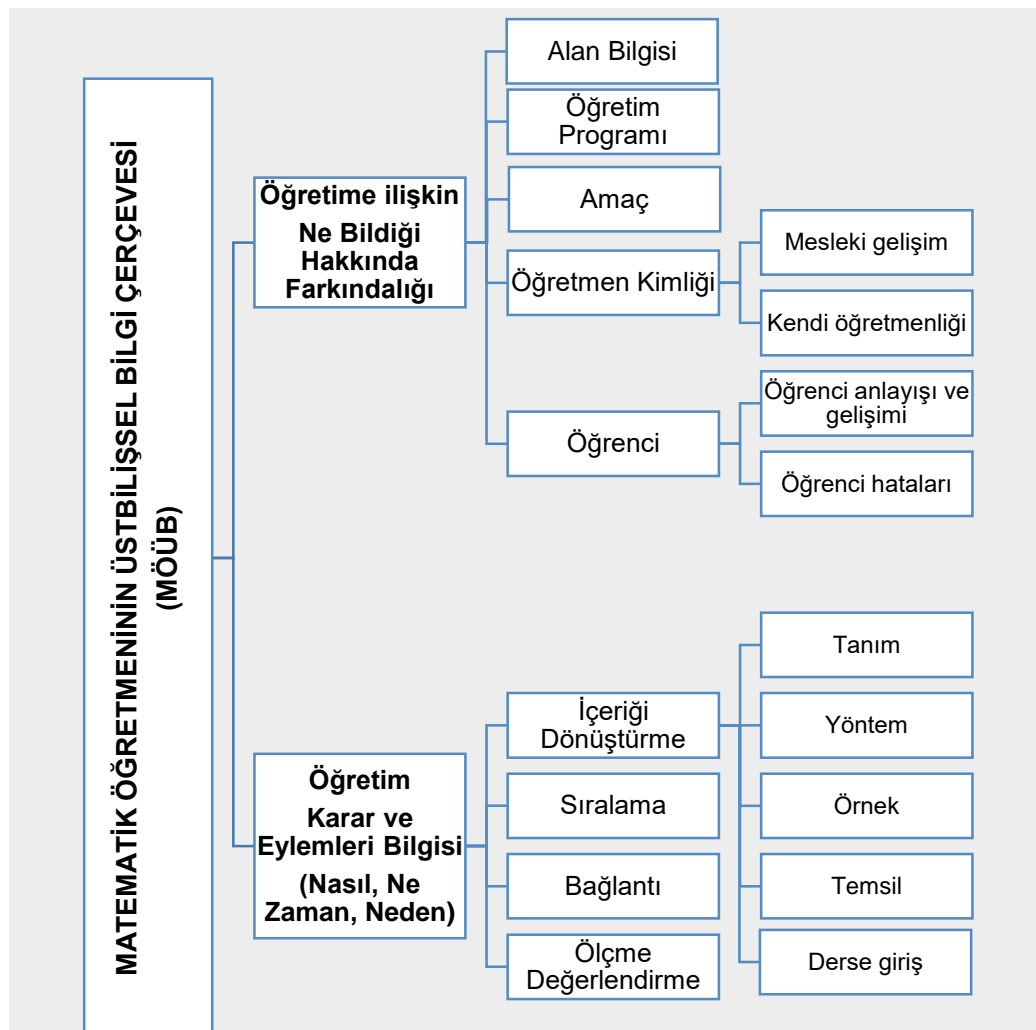 MATEMATİK ÖĞRETMENİNİN ÜSTBİLİŞSEL BİLGİ ÇERÇEVESİ
(MÖÜB)
Öğretime ilişkin
Ne Bildiği
Hakkında
Farkındalığı
Alan Bilgisi
Öğretim
Programı
Amaç
Öğretmen Kimliği
Mesleki gelişim
Kendi öğretmenliği
Öğrenci
Öğrenci anlayışı ve
gelişimi
Öğrenci hataları
Öğretim
Karar ve
Eylemleri Bilgisi
(Nasıl, Ne
Zaman, Neden)
İçeriği
Dönüştürme
Tanım
Yöntem
Örnek
Temsil
Derse giriş
Sıralama
Bağlantı
Ölçme
Değerlendirme